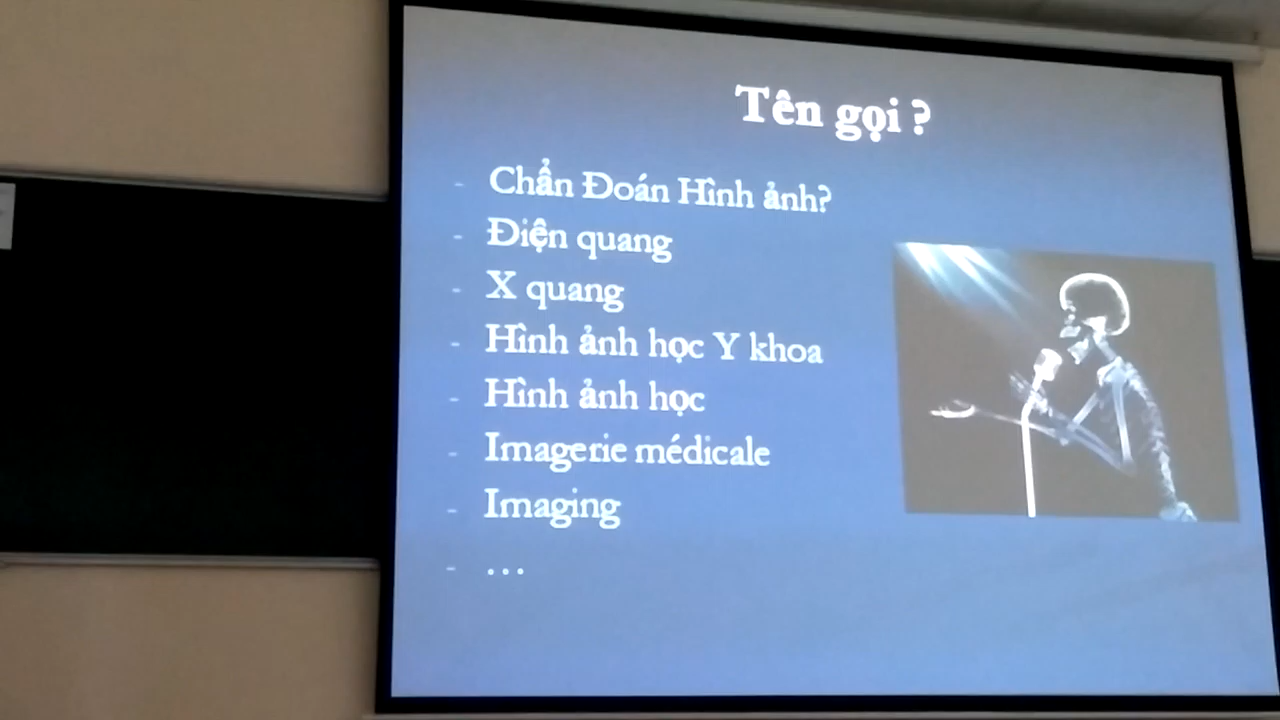 Tên gọi ?
- Chẩn Đoán Hình ảnh?
- Điện quang
- X quang
- Hình ảnh học Y khoa
- Hình ảnh học
- Imagerie médicale
- Imaging
- ...